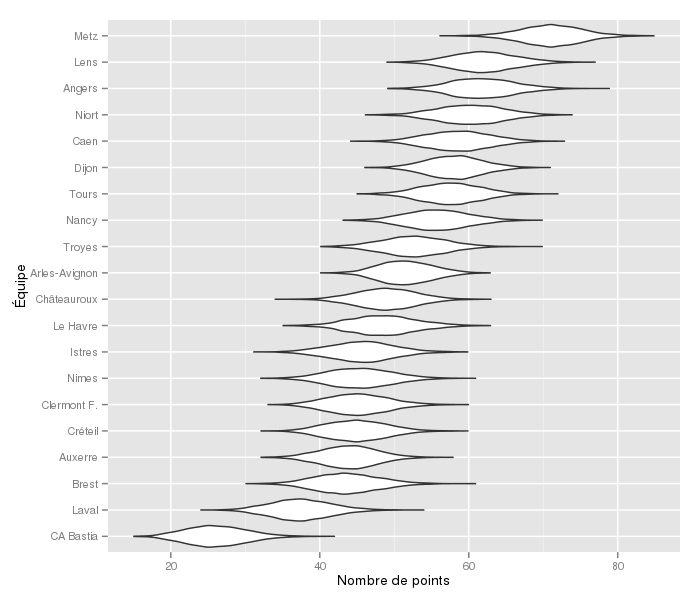 Équipe
Metz
Lens
Angers
Niort
Caen
Dijon
Tours
Nancy
Troyes
Arles-Avignon
Châteauroux
Le Havre
Istres
Nimes
Clermont F.
Créteil
Auxerre
Brest
Laval
CA Bastia
20 40 60 80
Nombre de points